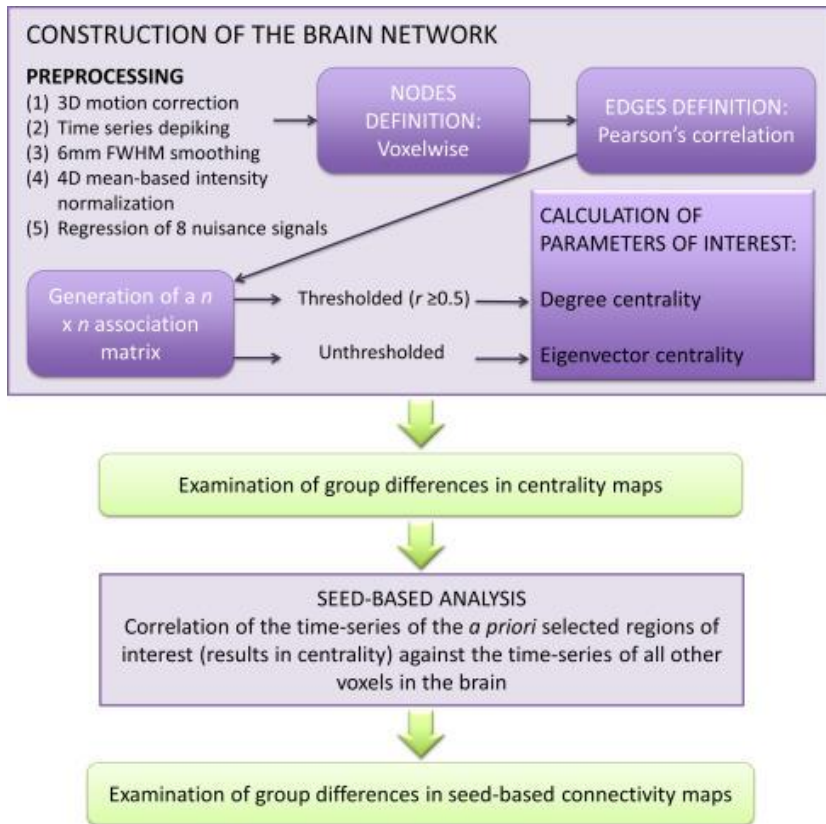 CONSTRUCTION OF THE BRAIN NETWORK
PREPROCESSING
(1) 3D motion correction
(2) Time series depiking
(3) 6mm FWHM smoothing
(4) 4D mean-based intensity
normalization
(5) Regression of 8 nuisance signals
NODES
DEFINITION:
Voxelwise
EDGES DEFINITION:
Pearson's correlation
Generation of a n
x n association
matrix
Thresholded (r ≥0.5)
Unthresholded
CALCULATION OF
PARAMETERS OF INTEREST:
Degree centrality
Eigenvector centrality
Examination of group differences in centrality maps
SEED-BASED ANALYSIS
Correlation of the time-series of the a priori selected regions of
interest (results in centrality) against the time-series of all other
voxels in the brain
Examination of group differences in seed-based connectivity maps